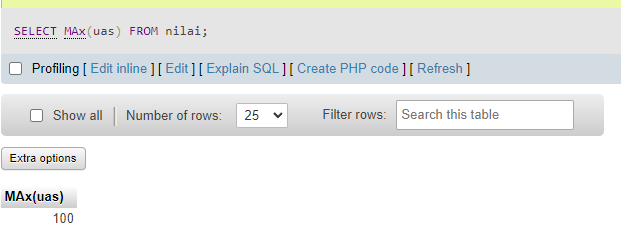 SELECT MAx(uas) FROM nilai;
Profiling [ Edit inline ] [ Edit ] [ Explain SQL ] [ Create PHP code ] [ Refresh ]
Show all Number of rows: 25 Filter rows: Search this table
Extra options
MAx(uas)
100